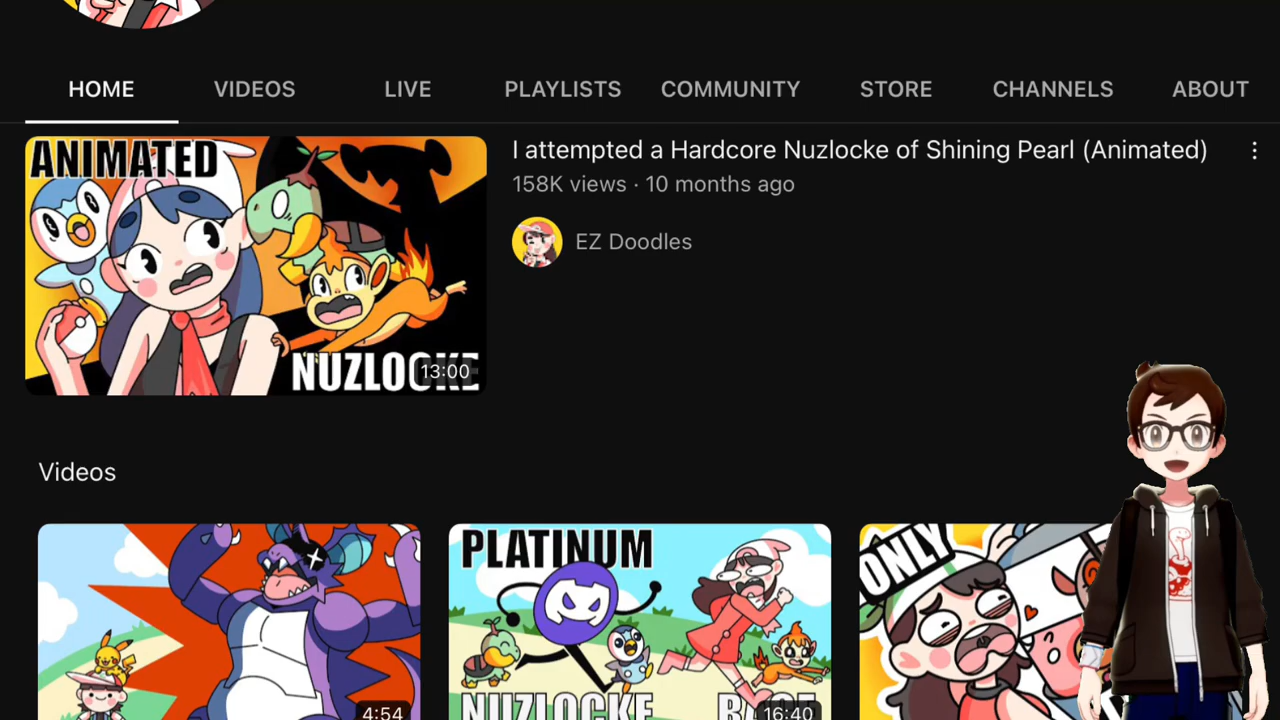 HOME VIDEOS LIVE PLAYLISTS COMMUNITY STORE CHANNELS ABOUT
ANIMATED
NUZLOCKE
13:00
I attempted a Hardcore Nuzlocke of Shining Pearl (Animated)
158K views · 10 months ago
EZ Doodles
Videos
4:54
PLATINUM
NUZLOCKE
16:40
ONLY